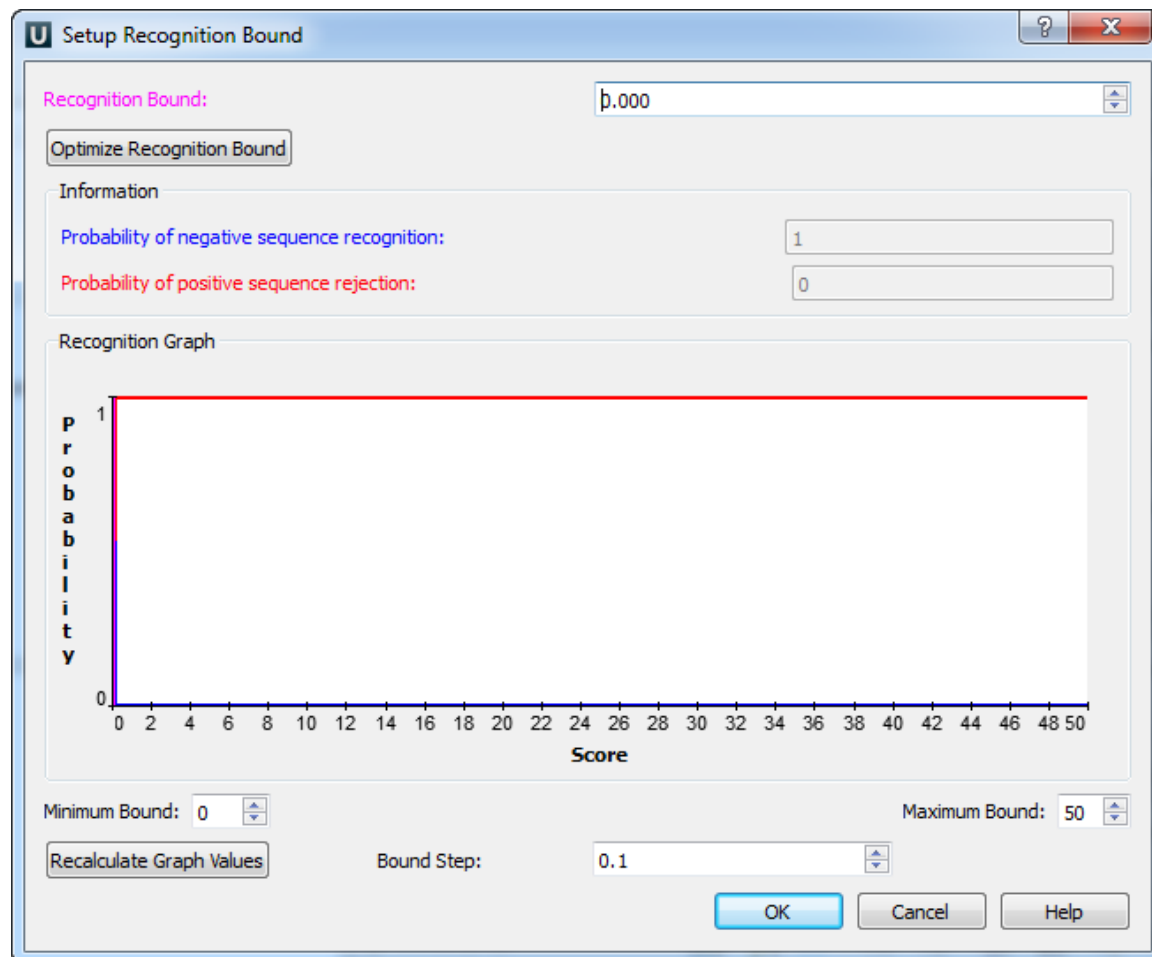 U Setup Recognition Bound ? X
Recognition Bound: 0.000
Optimize Recognition Bound
Information
Probability of negative sequence recognition: 1
Probability of positive sequence rejection: 0
Recognition Graph
Probability
1
0
0 2 4 6 8 10 12 14 16 18 20 22 24 26 28 30 32 34 36 38 40 42 44 46 48 50
Score
Minimum Bound: 0 Maximum Bound: 50
Recalculate Graph Values Bound Step: 0.1
OK Cancel Help